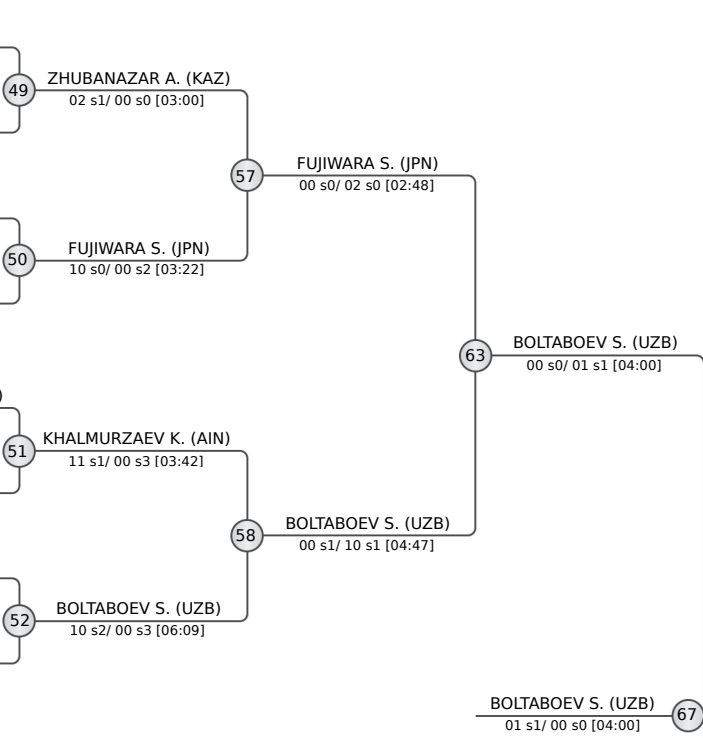 49
ZHUBANAZAR A. (KAZ)
02 s1/ 00 s0 [03:00]
57
FUJIWARA S. (JPN)
00 s0/ 02 s0 [02:48]
50
FUJIWARA S. (JPN)
10 s0/ 00 s2 [03:22]
63
BOLTABOEV S. (UZB)
00 s0/ 01 s1 [04:00]
)
51
KHALMURZAEV K. (AIN)
11 s1/ 00 s3 [03:42]
58
BOLTABOEV S. (UZB)
00 s1/ 10 s1 [04:47]
52
BOLTABOEV S. (UZB)
10 s2/ 00 s3 [06:09]
BOLTABOEV S. (UZB)
01 s1/ 00 s0 [04:00]
67